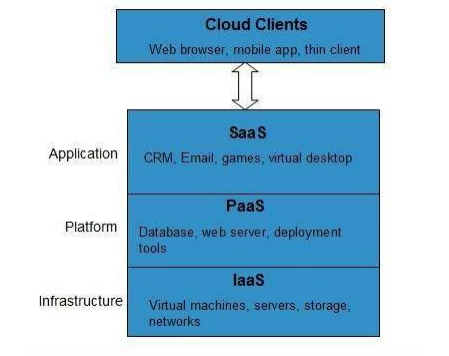 Cloud Clients
Web browser, mobile app, thin client
SaaS
Application
CRM, Email, games, virtual desktop
PaaS
Platform
Database, web server, deployment
tools
IaaS
Infrastructure
Virtual machines, servers, storage,
networks